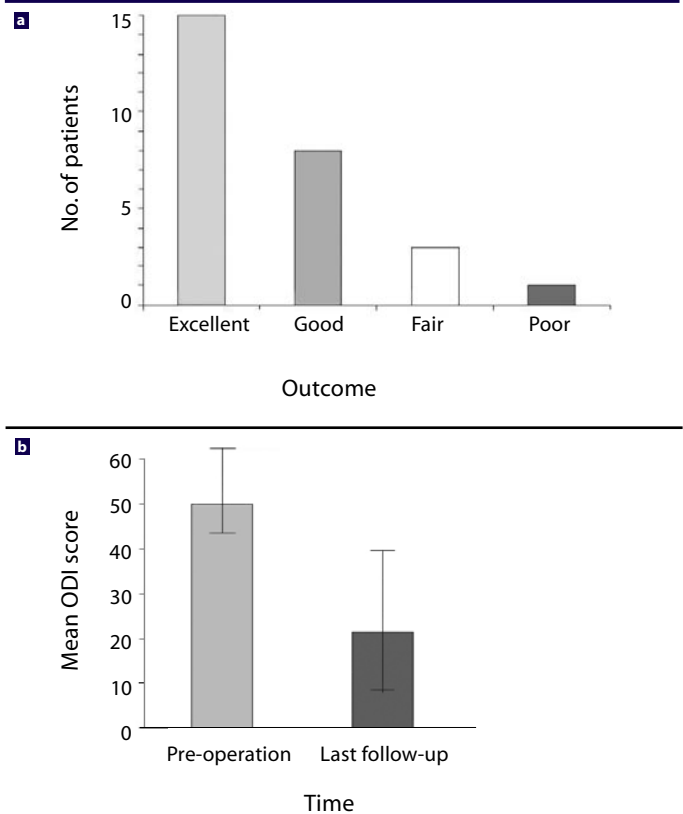 a
15
10
5
0
No. of patients
Excellent Good Fair Poor
Outcome
b
60
50
40
30
20
10
0
Mean ODI score
Pre-operation Last follow-up
Time